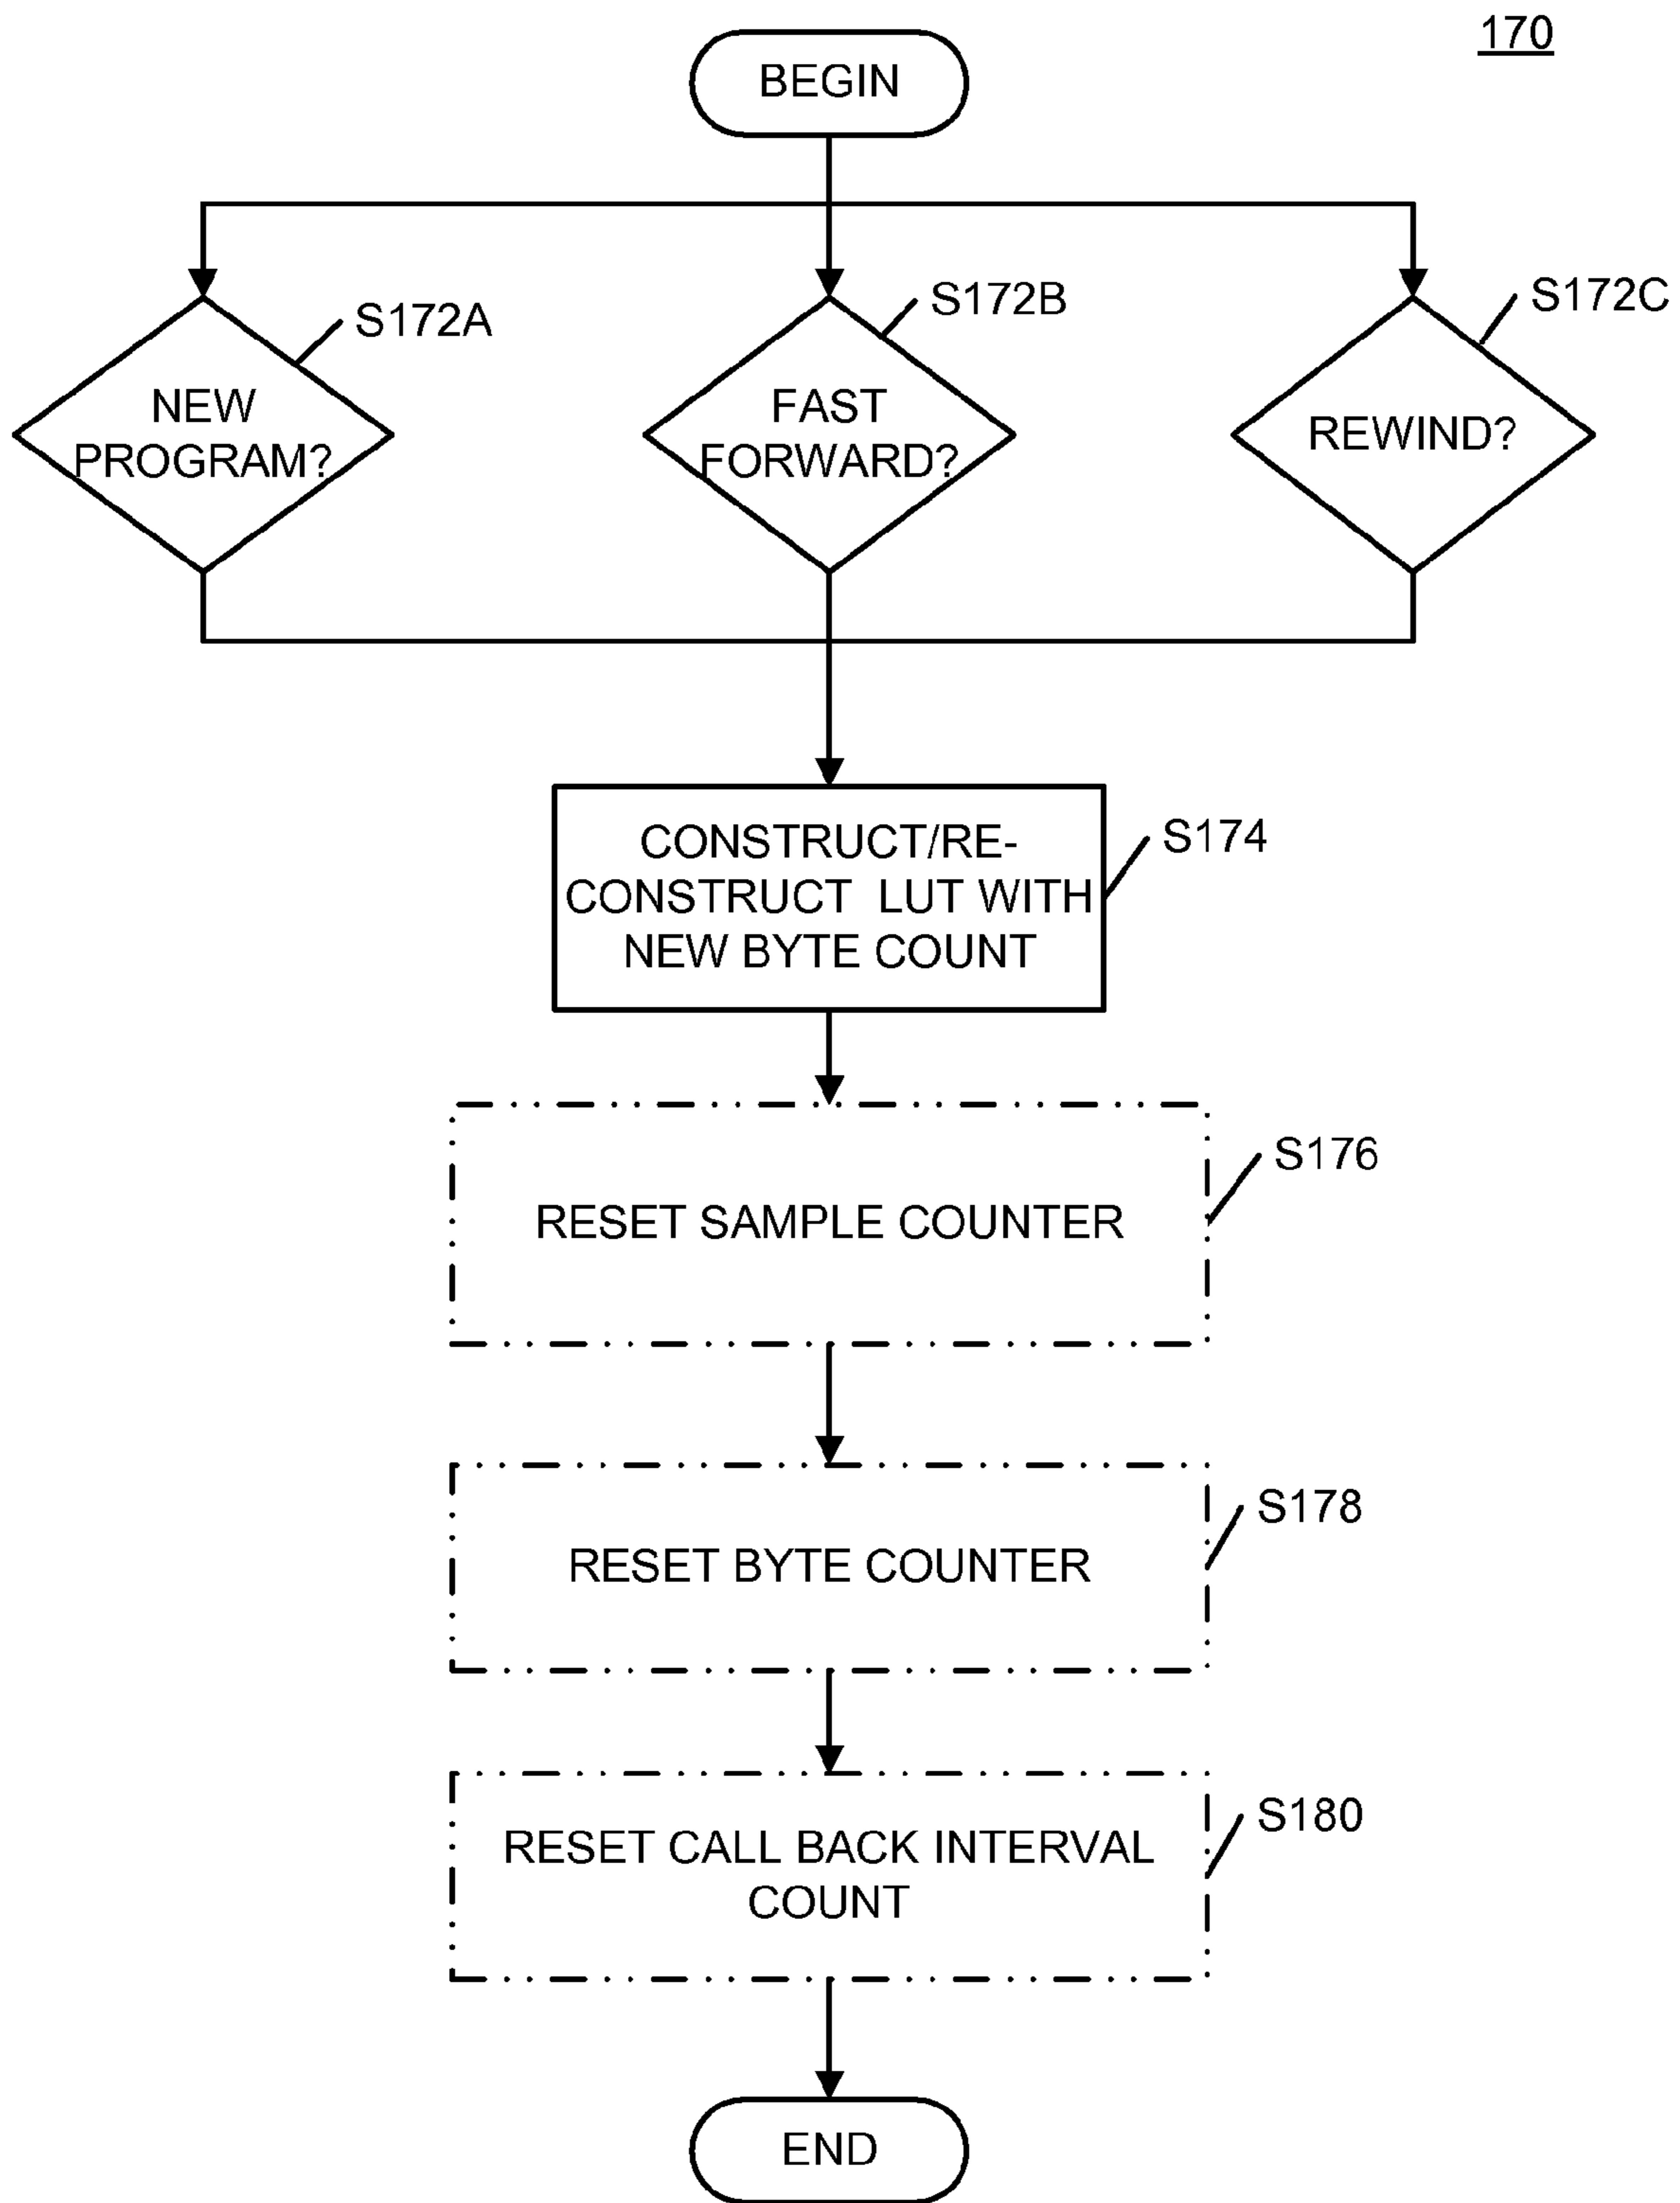 170
BEGIN
S172A
S172B
S172C
NEW
PROGRAM?
FAST
FORWARD?
REWIND?
CONSTRUCT/RE-
CONSTRUCT LUT WITH
NEW BYTE COUNT
S174
RESET SAMPLE COUNTER
S176
RESET BYTE COUNTER
S178
RESET CALL BACK INTERVAL
COUNT
S180
END